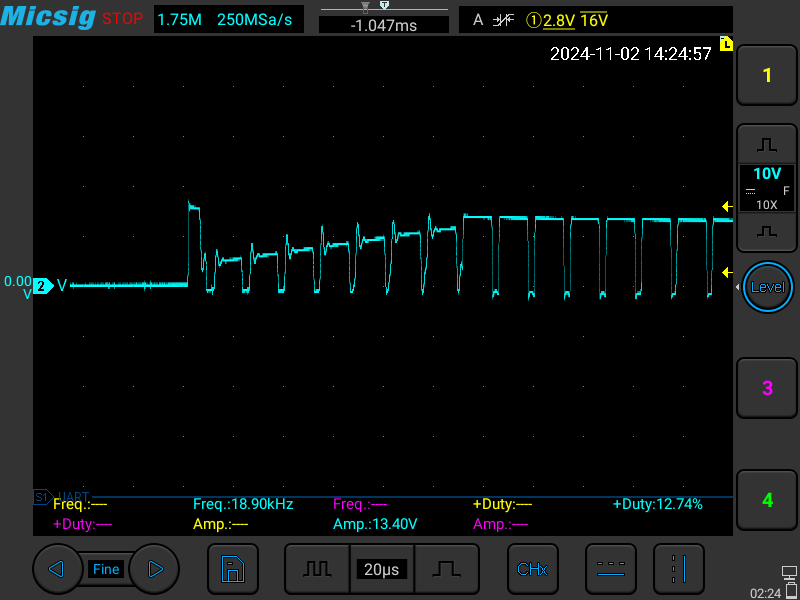 Micsig STOP 1.75M 250MSa/s -1.047ms A ①2.8V 16V
T
L
2024-11-02 14:24:57
1
10V
F
10X
0.00
V
2 V
Level
3
S1 UART
Freq.:---- Freq.:18.90kHz Freq.:---- +Duty:---- +Duty:12.74%
+Duty:---- Amp.:---- Amp.:13.40V Amp.:----
4
Fine 20µs CHx
02:24